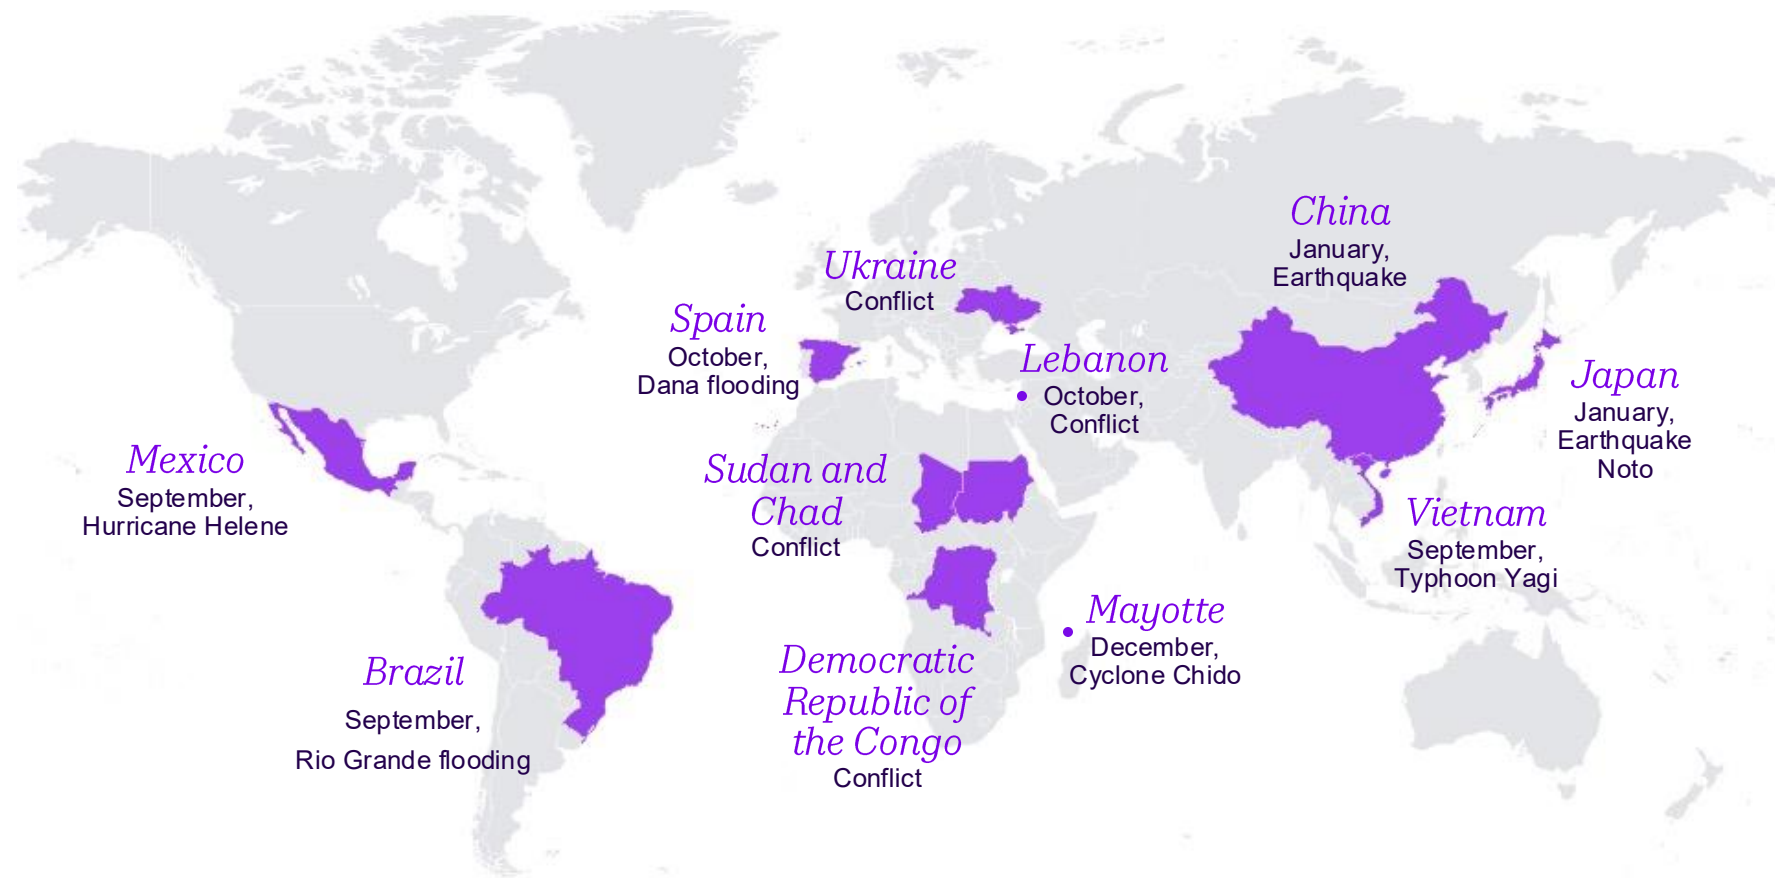 China
January,
Earthquake
Ukraine
Conflict
Spain
October,
Dana flooding
Lebanon
October,
Conflict
Japan
January,
Earthquake
Noto
Mexico
September,
Hurricane Helene
Sudan and
Chad
Conflict
Vietnam
September,
Typhoon Yagi
Mayotte
December,
Cyclone Chido
Democratic
Republic of
the Congo
Conflict
Brazil
September,
Rio Grande flooding